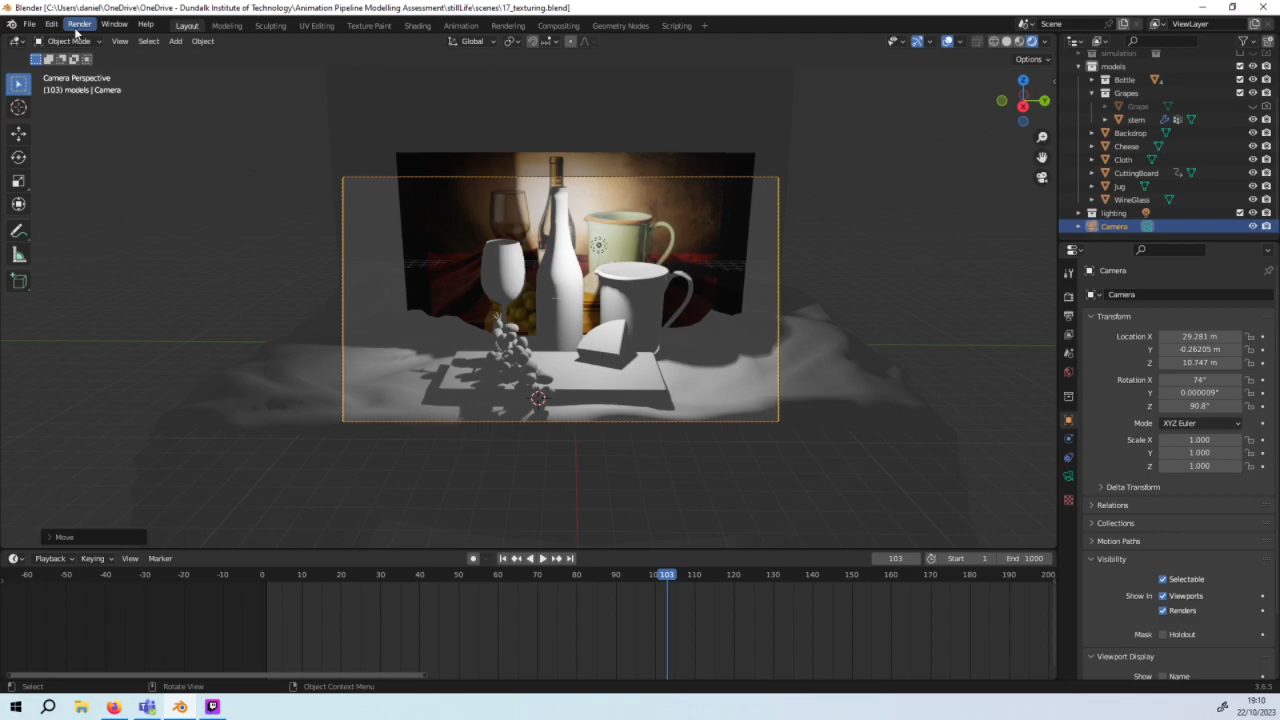 Blender [C:\Users\daniel\OneDrive\OneDrive - Dundalk Institute of Technology\Animation Pipeline Modelling Assessment\stillLife\scenes\17_texturing.blend]
File Edit Render Window Help Layout Modeling Sculpting UV Editing Texture Paint Shading Animation Rendering Compositing Geometry Nodes Scripting + Scene ViewLayer
Object Mode View Select Add Object Global
Options
Camera Perspective
(103) models | Camera
Z
Y
X
simulation
models
Bottle 4
Grapes
Grape
stem
Backdrop
Cheese
Cloth
CuttingBoard
Jug
WineGlass
lighting
Camera
Camera
Camera
Transform
Location X 29.281 m
Y -0.26205 m
Z 10.747 m
Rotation X 74°
Y 0.000009°
Z 90.8°
Mode XYZ Euler
Scale X 1.000
Y 1.000
Z 1.000
Delta Transform
Relations
Collections
Motion Paths
Visibility
Selectable
Show In Viewports
Renders
Mask Holdout
Viewport Display
Show Name
Move
Playback Keying View Marker 103 Start 1 End 1000
-60 -50 -40 -30 -20 -10 0 10 20 30 40 50 60 70 80 90 10 103 110 120 130 140 150 160 170 180 190 200
Select Rotate View Object Context Menu 3.6.5
19:10
22/10/2023